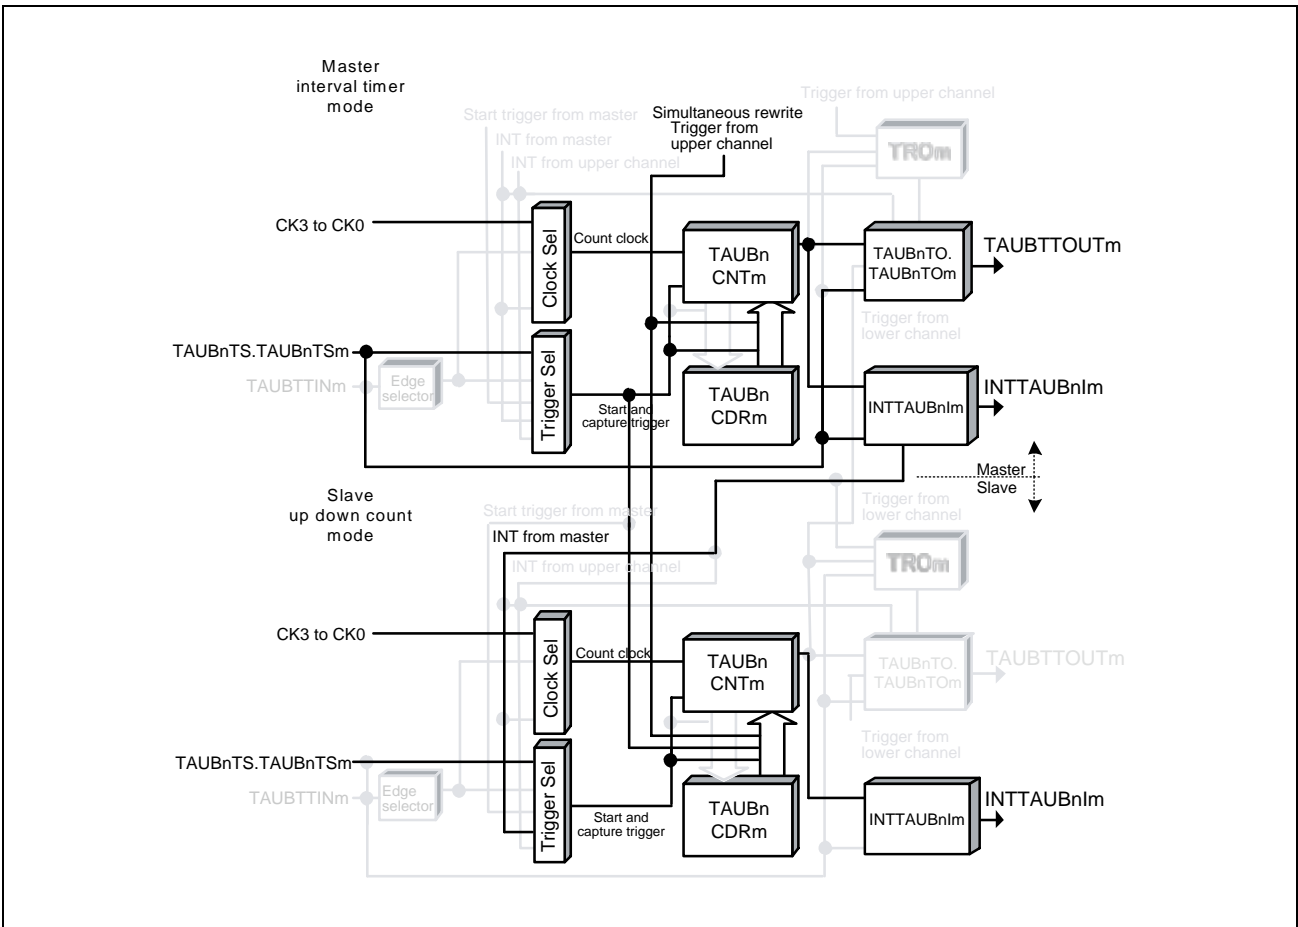 Master
interval timer
mode
Start trigger from master
INT from master
INT from upper channel
Simultaneous rewrite
Trigger from
upper channel
Trigger from upper channel
TROm
CK3 to CK0
Clock Sel
Count clock
TAUBn
CNTm
TAUBnTO.
TAUBnTOm
TAUBTTOUTm
Trigger from
lower channel
TAUBnTS.TAUBnTSm
TAUBTTINm
Edge
selector
Trigger Sel
Start and
capture trigger
TAUBn
CDRm
INTTAUBnIm
INTTAUBnIm
Master
Slave
Slave
up down count
mode
Start trigger from master
INT from master
INT from upper channel
Trigger from
lower channel
TROm
CK3 to CK0
Clock Sel
Count clock
TAUBn
CNTm
TAUBnTO.
TAUBnTOm
TAUBTTOUTm
Trigger from
lower channel
TAUBnTS.TAUBnTSm
TAUBTTINm
Edge
selector
Trigger Sel
Start and
capture trigger
TAUBn
CDRm
INTTAUBnIm
INTTAUBnIm